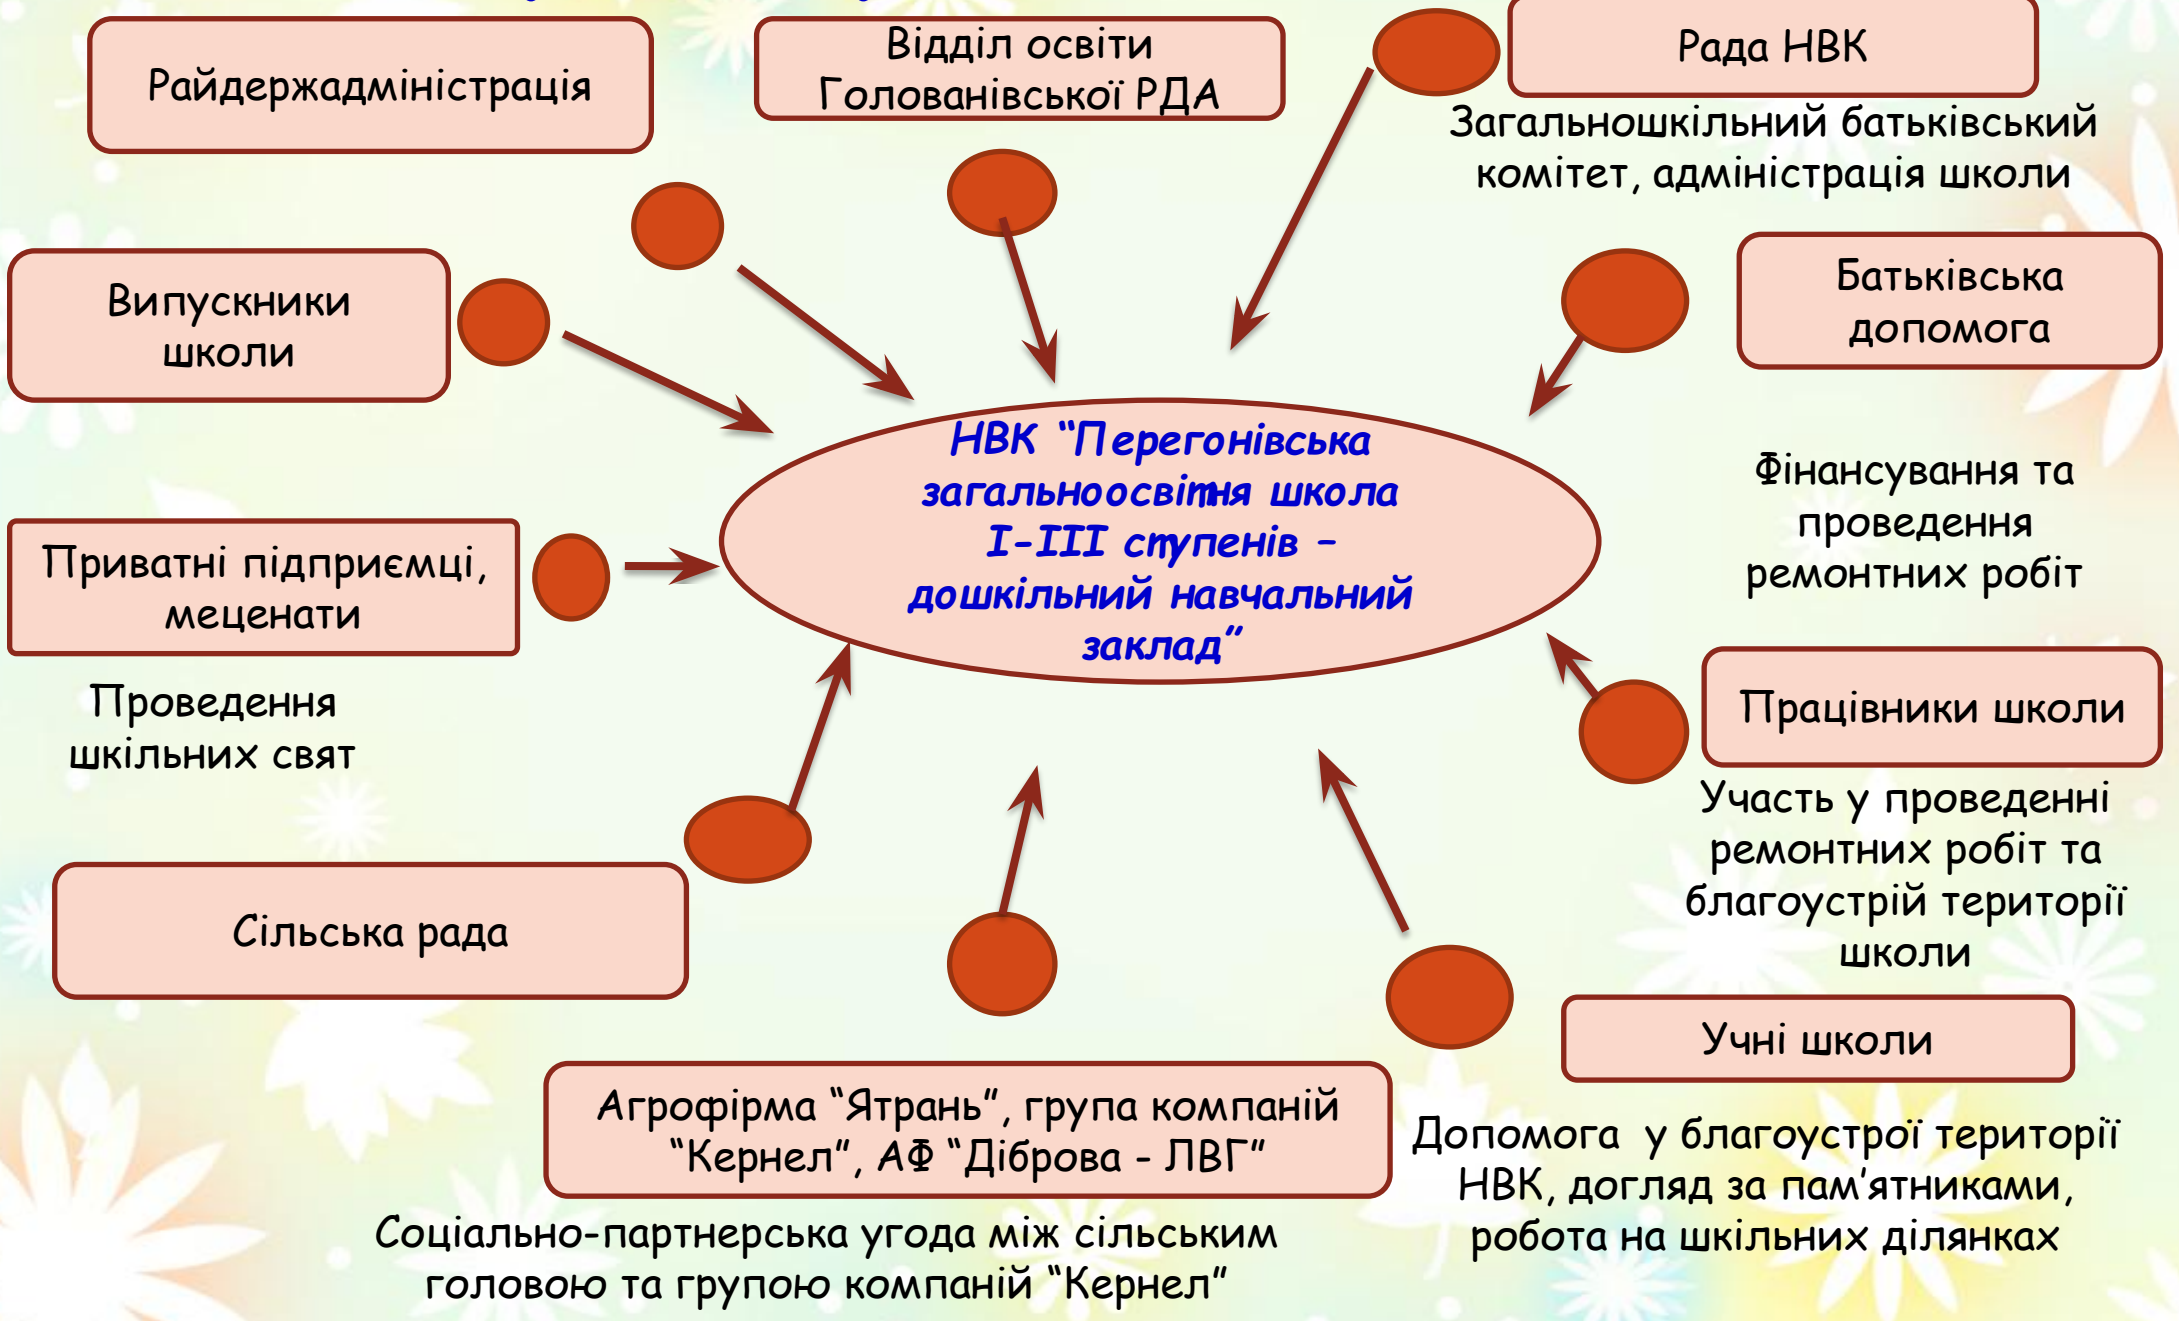 Райдержадміністрація
Відділ освіти
Голованівської РДА
Рада НВК
Загальношкільний батьківський
комітет, адміністрація школи
Випускники
школи
Батьківська
допомога
НВК “Перегонівська
загальноосвітня школа
І-ІІІ ступенів –
дошкільний навчальний
заклад”
Фінансування та
проведення
ремонтних робіт
Приватні підприємці,
меценати
Проведення
шкільних свят
Працівники школи
Участь у проведенні
ремонтних робіт та
благоустрій території
школи
Сільська рада
Учні школи
Допомога у благоустрої території
НВК, догляд за пам’ятниками,
робота на шкільних ділянках
Агрофірма “Ятрань”, група компаній
“Кернел”, АФ “Діброва - ЛВГ”
Соціально-партнерська угода між сільським
головою та групою компаній “Кернел”